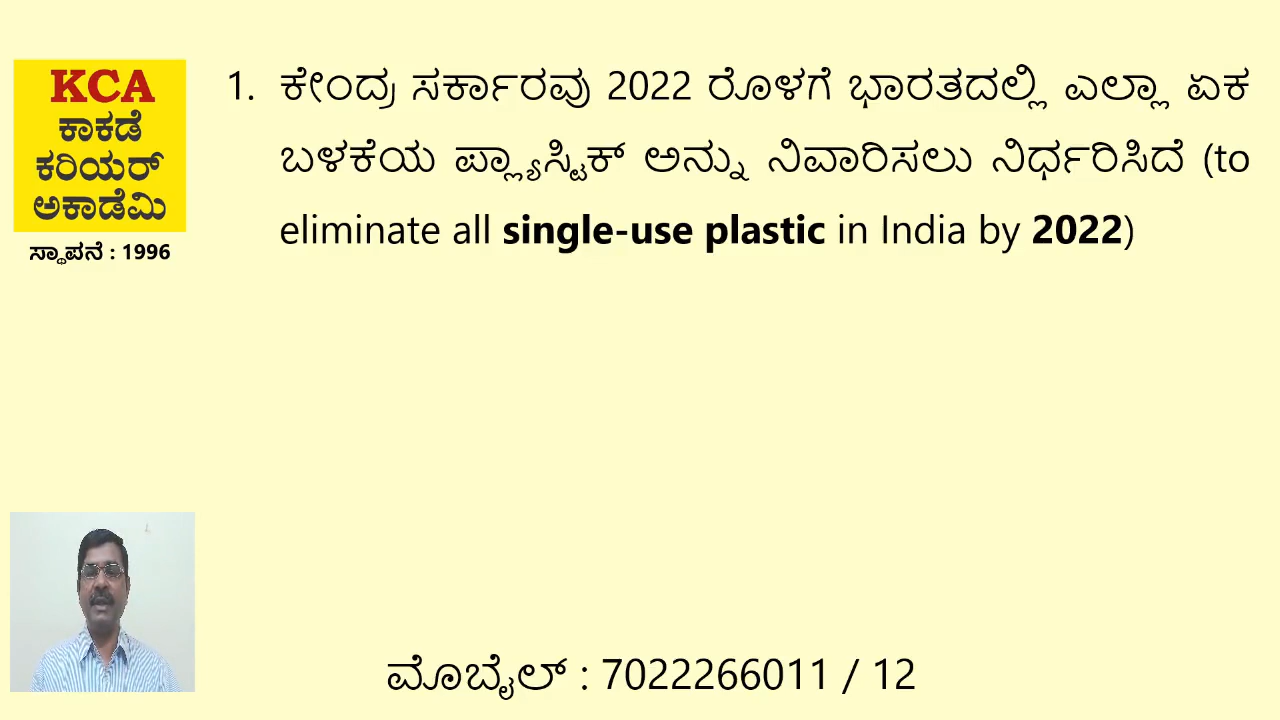 KCA
ಕಾಕಡೆ
ಕರಿಯರ್
ಅಕಾಡೆಮಿ
ಸ್ಥಾಪನೆ : 1996
1. ಕೇಂದ್ರ ಸರ್ಕಾರವು 2022 ರೊಳಗೆ ಭಾರತದಲ್ಲಿ ಎಲ್ಲಾ ಏಕ
ಬಳಕೆಯ ಪ್ಲ್ಯಾಸ್ಟಿಕ್ ಅನ್ನು ನಿವಾರಿಸಲು ನಿರ್ಧರಿಸಿದೆ (to
eliminate all single-use plastic in India by 2022)
ಮೊಬೈಲ್ : 7022266011 / 12